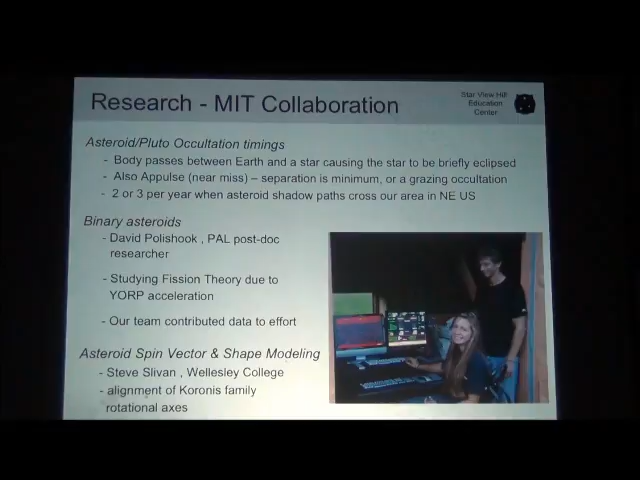 Research - MIT Collaboration
Star View Hill
Education
Center
Asteroid/Pluto Occultation timings
- Body passes between Earth and a star causing the star to be briefly eclipsed
- Also Appulse (near miss) – separation is minimum, or a grazing occultation
- 2 or 3 per year when asteroid shadow paths cross our area in NE US
Binary asteroids
- David Polishook , PAL post-doc
researcher
- Studying Fission Theory due to
YORP acceleration
- Our team contributed data to effort
Asteroid Spin Vector & Shape Modeling
- Steve Slivan , Wellesley College
- alignment of Koronis family
rotational axes